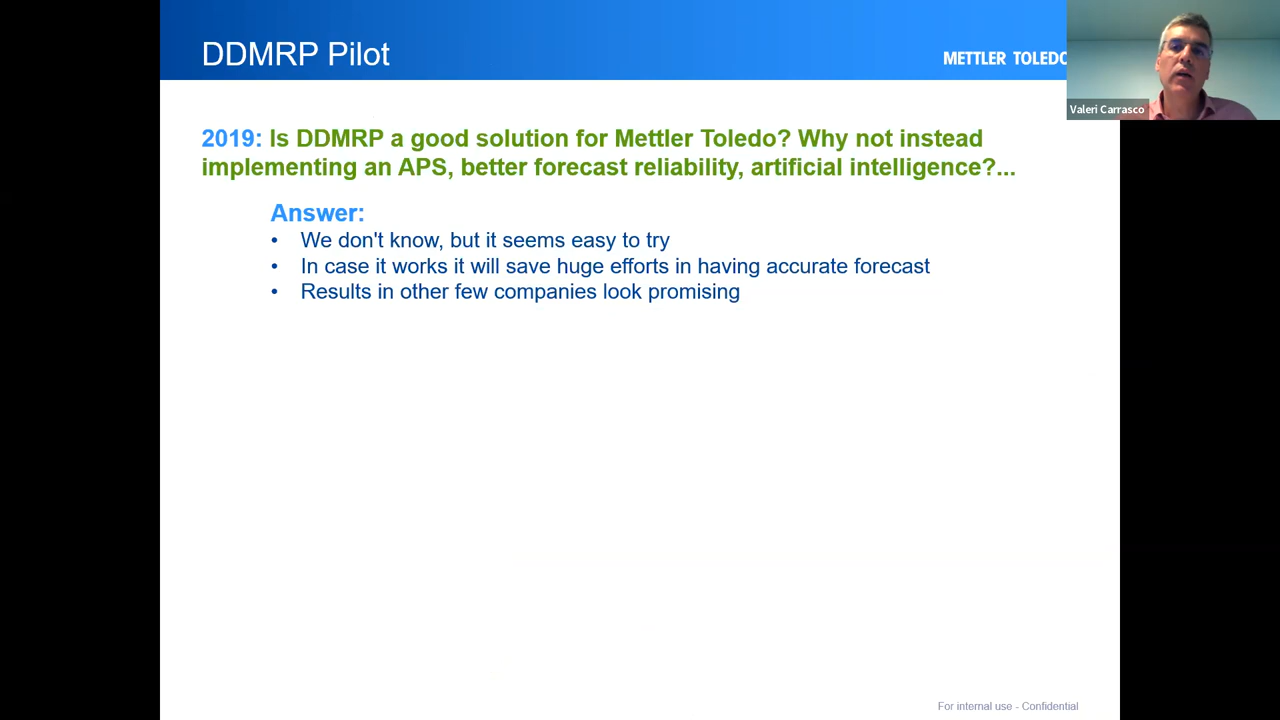 DDMRP Pilot
METTLER TOLEDO
Valeri Carrasco
2019: Is DDMRP a good solution for Mettler Toledo? Why not instead
implementing an APS, better forecast reliability, artificial intelligence?...
Answer:
• We don't know, but it seems easy to try
• In case it works it will save huge efforts in having accurate forecast
• Results in other few companies look promising
For internal use - Confidential